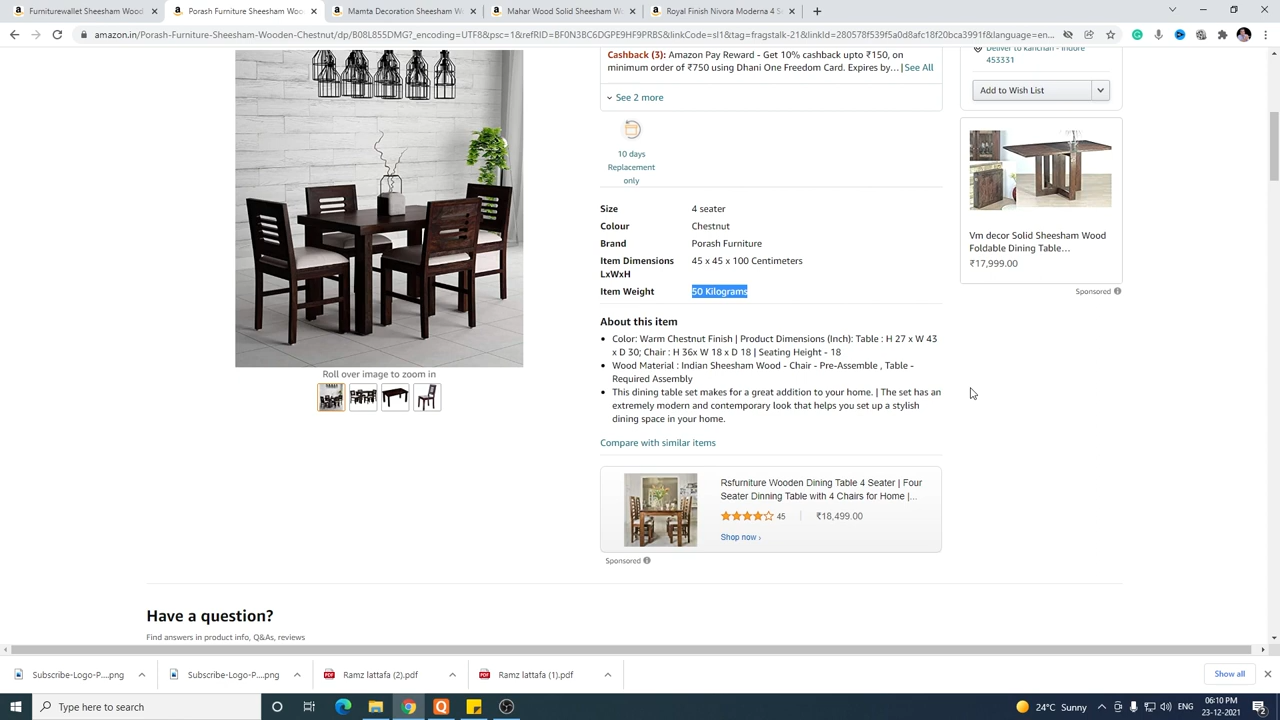 Furniturewallet Sheesham Wood
Porash Furniture Sheesham Woo
Mamta Decoration Sheesham W
Mahar Wood Solid Sheesham W
Royal Finish Nivora Moderna 4 S
amazon.in/Porash-Furniture-Sheesham-Wooden-Chestnut/dp/B08L855DMG?_encoding=UTF8&psc=1&refRID=BF0N3BC6DGPE9HF9PRBS&linkCode=sl1&tag=fragstalk-21&linkId=280578f539f5a0d8afc18f20bca3991f&language=en...
Cashback (3): Amazon Pay Reward - Get 10% cashback upto ₹150, on
minimum order of ₹750 using Dhani One Freedom Card. Expires by… | See All
See 2 more
Deliver to kanchan - Indore
453331
Add to Wish List
10 days
Replacement
only
Size 4 seater
Colour Chestnut
Brand Porash Furniture
Item Dimensions 45 x 45 x 100 Centimeters
LxWxH
Item Weight 50 Kilograms
Vm decor Solid Sheesham Wood
Foldable Dining Table…
₹17,999.00
Sponsored
About this item
Color: Warm Chestnut Finish | Product Dimensions (Inch): Table : H 27 x W 43
x D 30; Chair : H 36x W 18 x D 18 | Seating Height - 18
Wood Material : Indian Sheesham Wood - Chair - Pre-Assemble , Table -
Required Assembly
This dining table set makes for a great addition to your home. | The set has an
extremely modern and contemporary look that helps you set up a stylish
dining space in your home.
Roll over image to zoom in
Compare with similar items
Rsfurniture Wooden Dining Table 4 Seater | Four
Seater Dinning Table with 4 Chairs for Home |...
45 ₹18,499.00
Shop now ›
Sponsored
Have a question?
Find answers in product info, Q&As, reviews
Subscribe-Logo-P....png
Subscribe-Logo-P....png
Ramz lattafa (2).pdf
Ramz lattafa (1).pdf
Show all
Type here to search
24°C Sunny
ENG
06:10 PM
23-12-2021
2